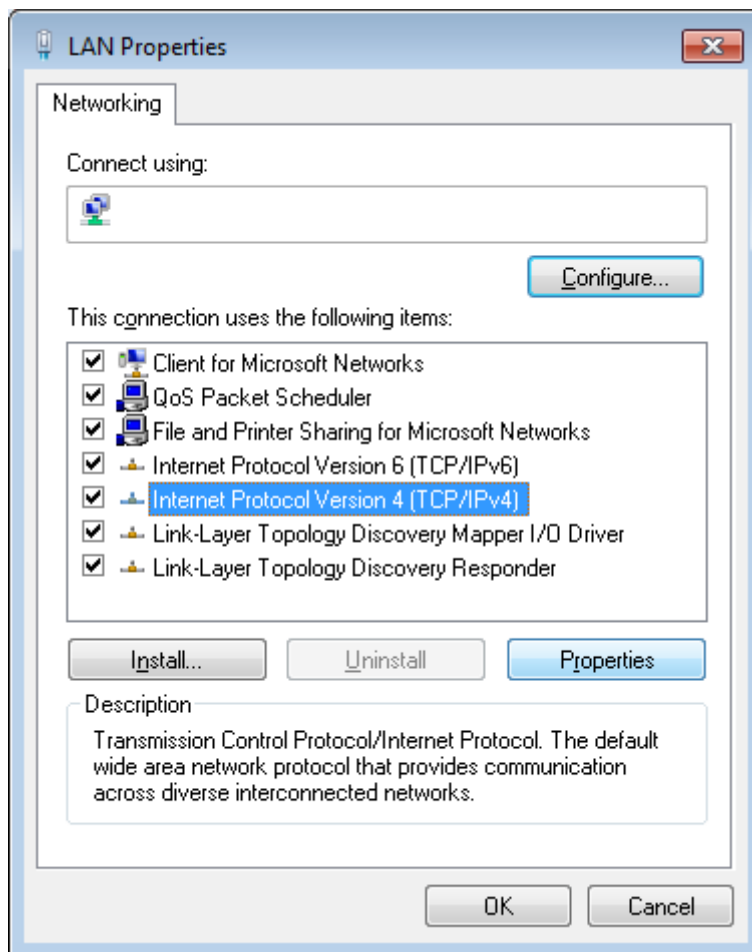 LAN Properties
Networking
Connect using:
Configure...
This connection uses the following items:
Client for Microsoft Networks
QoS Packet Scheduler
File and Printer Sharing for Microsoft Networks
Internet Protocol Version 6 (TCP/IPv6)
Internet Protocol Version 4 (TCP/IPv4)
Link-Layer Topology Discovery Mapper I/O Driver
Link-Layer Topology Discovery Responder
Install...
Uninstall
Properties
Description
Transmission Control Protocol/Internet Protocol. The default
wide area network protocol that provides communication
across diverse interconnected networks.
OK
Cancel